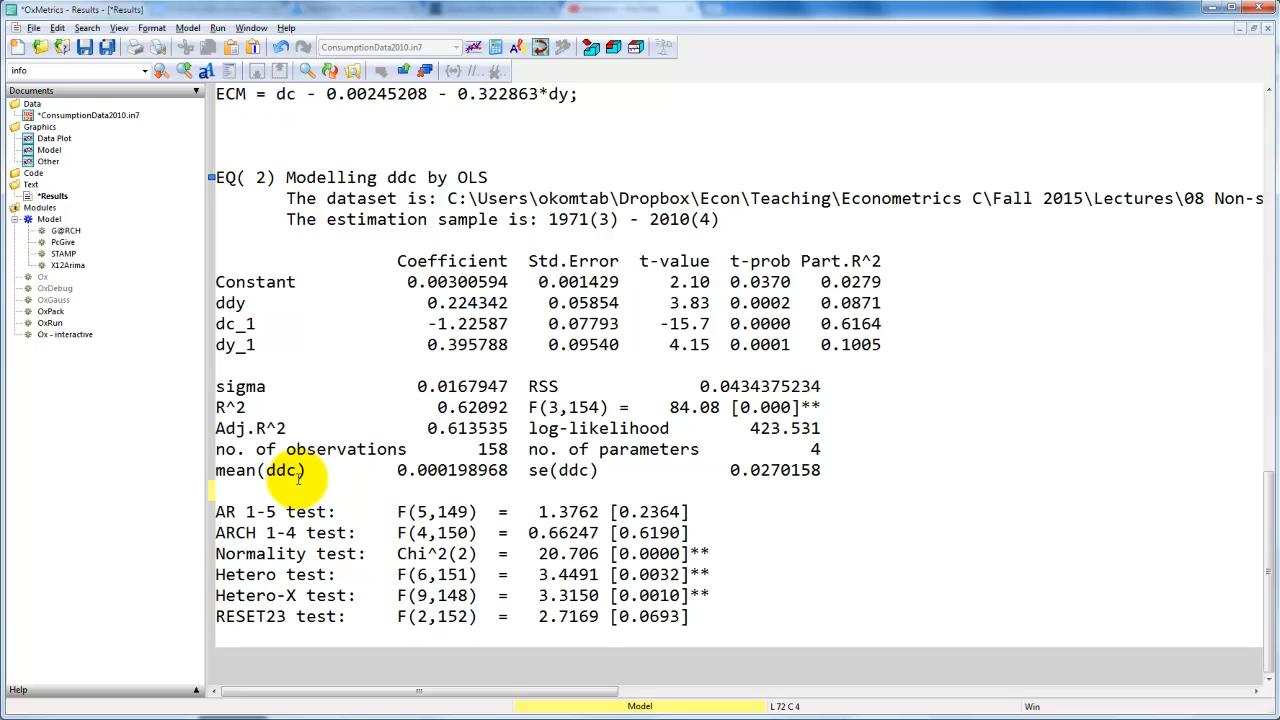 *OxMetrics - Results - [*Results]
File Edit Search View Format Model Run Window Help
ConsumptionData2010.in7
info
Documents
Data
*ConsumptionData2010.in7
Graphics
Data Plot
Model
Other
Code
Text
*Results
Modules
Model
G@RCH
PcGive
STAMP
X12Arima
Ox
OxDebug
OxGauss
OxPack
OxRun
Ox - interactive
Help
ECM = dc - 0.00245208 - 0.322863*dy;
EQ( 2) Modelling ddc by OLS
The dataset is: C:\Users\okomtab\Dropbox\Econ\Teaching\Econometrics C\Fall 2015\Lectures\08 Non-s
The estimation sample is: 1971(3) - 2010(4)
Coefficient Std.Error t-value t-prob Part.R^2
Constant 0.00300594 0.001429 2.10 0.0370 0.0279
ddy 0.224342 0.05854 3.83 0.0002 0.0871
dc_1 -1.22587 0.07793 -15.7 0.0000 0.6164
dy_1 0.395788 0.09540 4.15 0.0001 0.1005
sigma 0.0167947 RSS 0.0434375234
R^2 0.62092 F(3,154) = 84.08 [0.000]**
Adj.R^2 0.613535 log-likelihood 423.531
no. of observations 158 no. of parameters 4
mean(ddc) 0.000198968 se(ddc) 0.0270158
AR 1-5 test: F(5,149) = 1.3762 [0.2364]
ARCH 1-4 test: F(4,150) = 0.66247 [0.6190]
Normality test: Chi^2(2) = 20.706 [0.0000]**
Hetero test: F(6,151) = 3.4491 [0.0032]**
Hetero-X test: F(9,148) = 3.3150 [0.0010]**
RESET23 test: F(2,152) = 2.7169 [0.0693]
Model L 72 C 4 Win